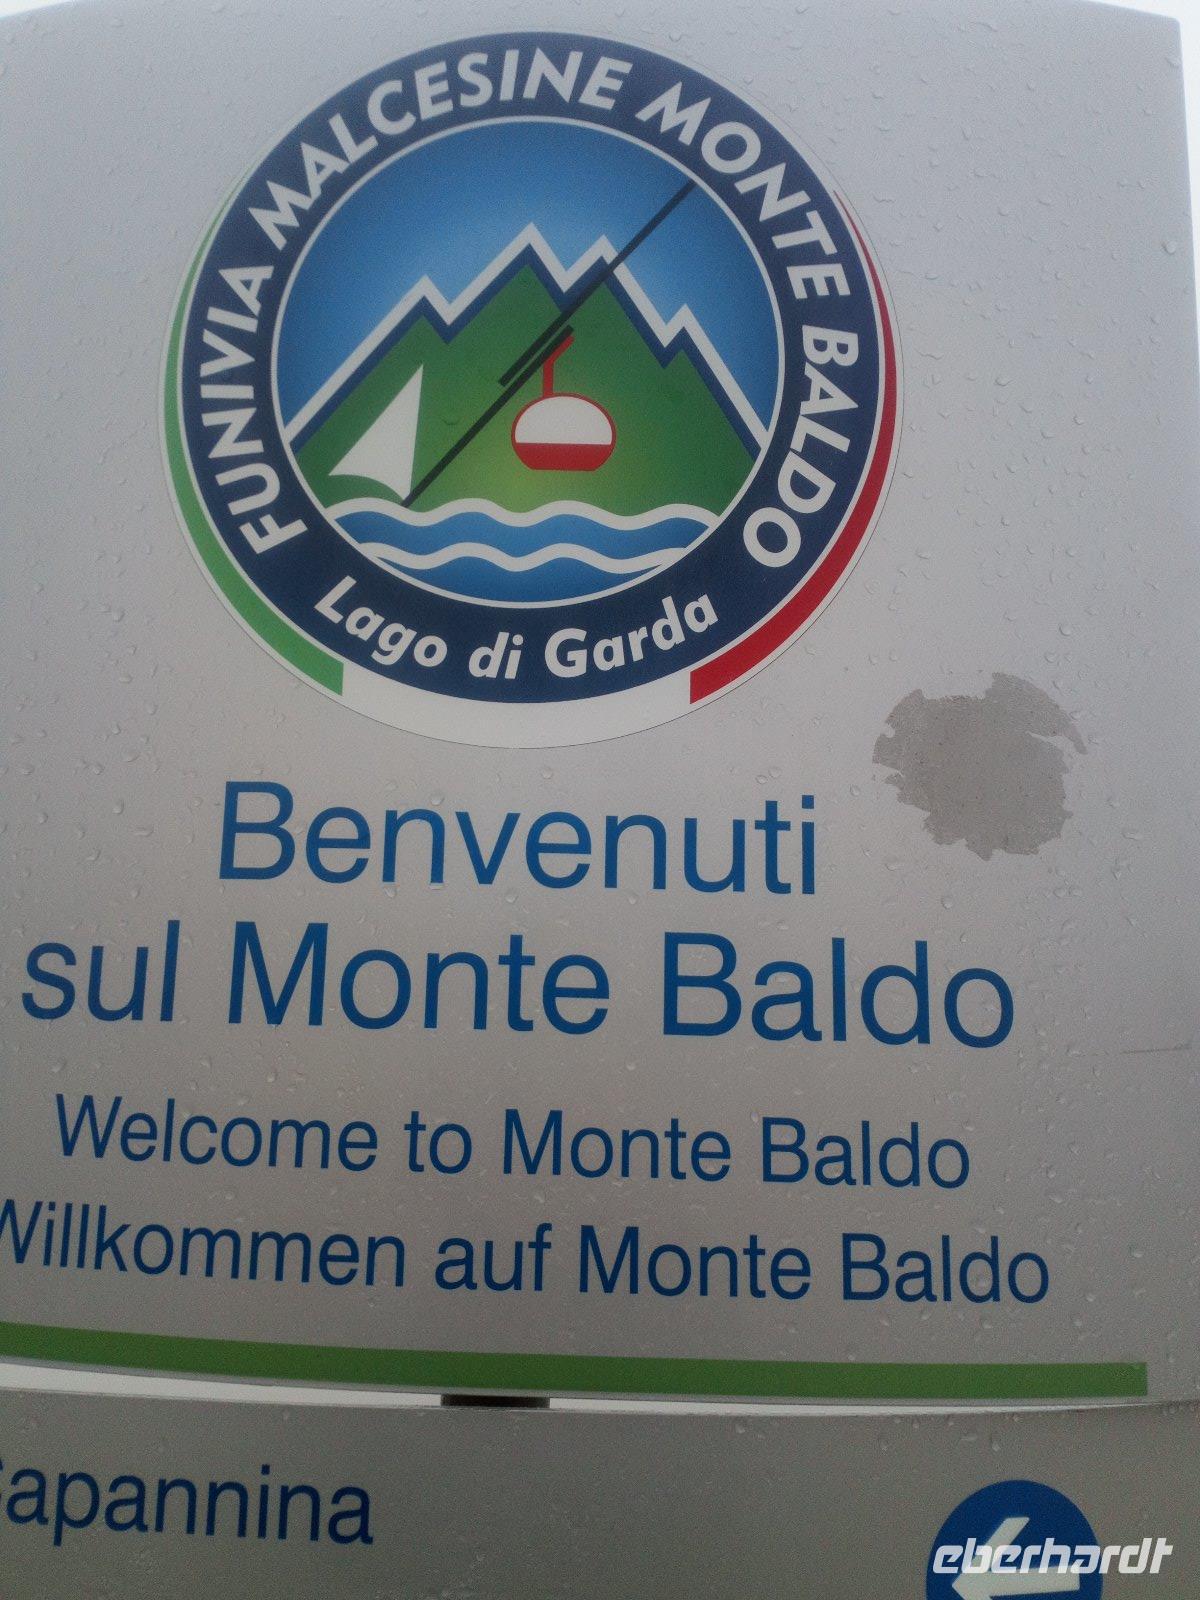 FUNIVIA MALCESINE MONTE BALDO
Lago di Garda
Benvenuti
sul Monte Baldo
Welcome to Monte Baldo
Willkommen auf Monte Baldo
Capannina
eberhardt